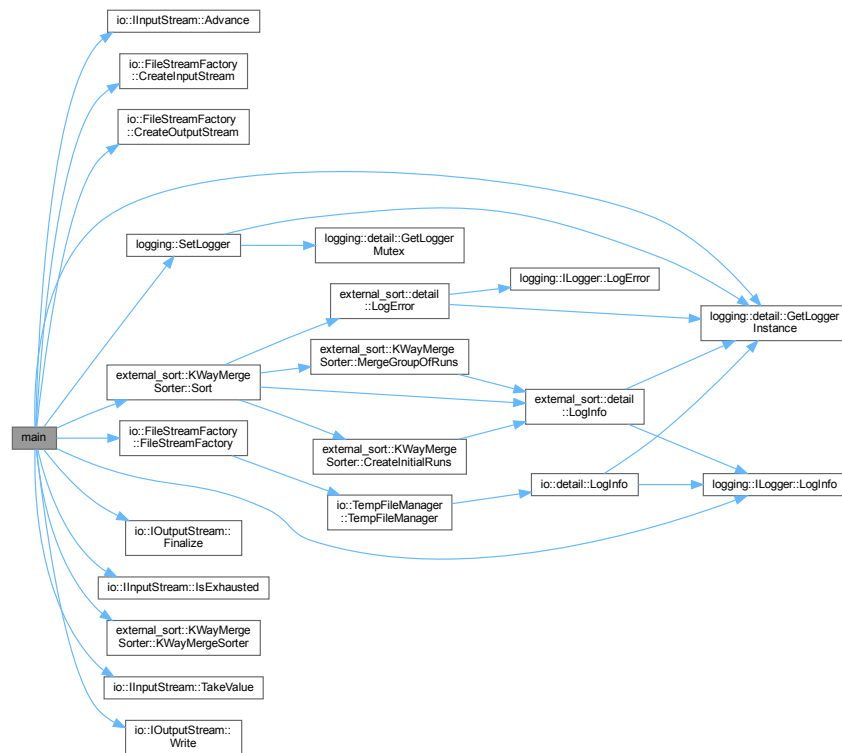 io::IInputStream::Advance
io::FileStreamFactory
::CreateInputStream
io::FileStreamFactory
::CreateOutputStream
logging::SetLogger
logging::detail::GetLogger
Mutex
logging::ILogger::LogError
external_sort::detail
::LogError
logging::detail::GetLogger
Instance
external_sort::KWayMerge
Sorter::MergeGroupOfRuns
external_sort::KWayMerge
Sorter::Sort
external_sort::detail
::LogInfo
main
io::FileStreamFactory
::FileStreamFactory
external_sort::KWayMerge
Sorter::CreateInitialRuns
io::detail::LogInfo
logging::ILogger::LogInfo
io::TempFileManager
::TempFileManager
io::IOutputStream::
Finalize
io::IInputStream::IsExhausted
external_sort::KWayMerge
Sorter::KWayMergeSorter
io::IInputStream::TakeValue
io::IOutputStream::
Write